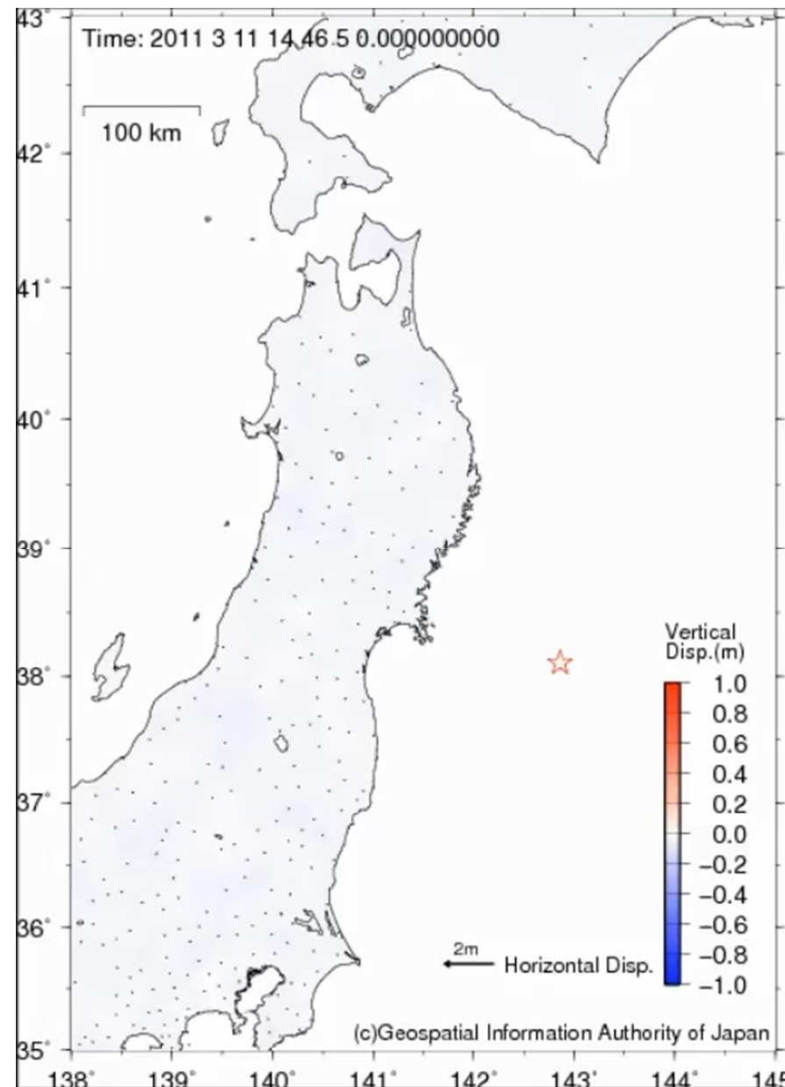 43°
Time: 2011 3 11 14 46 5 0.000000000
100 km
42°
41°
40°
39°
38°
37°
36°
35°
Vertical
Disp.(m)
1.0
0.8
0.6
0.4
0.2
0.0
−0.2
−0.4
−0.6
−0.8
−1.0
2m
Horizontal Disp.
(c)Geospatial Information Authority of Japan
138° 139° 140° 141° 142° 143° 144° 145°